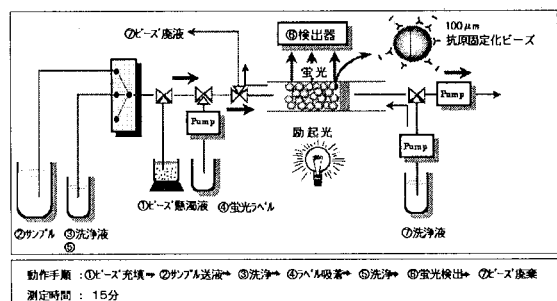 ⑦ビーズ廃液
⑥検出器
100μm
抗原固定化ビーズ
蛍光
Pump
Pump
励起光
Pump
①ビーズ懸濁液
④蛍光ラベル
②サンプル
③洗浄液
⑤
⑦洗浄液
動作手順 :①ビーズ充填→ ②サンプル送液→ ③洗浄→ ④ラベル吸着→ ⑤洗浄→ ⑥蛍光検出→ ⑦ビーズ廃棄
測定時間 : 15分